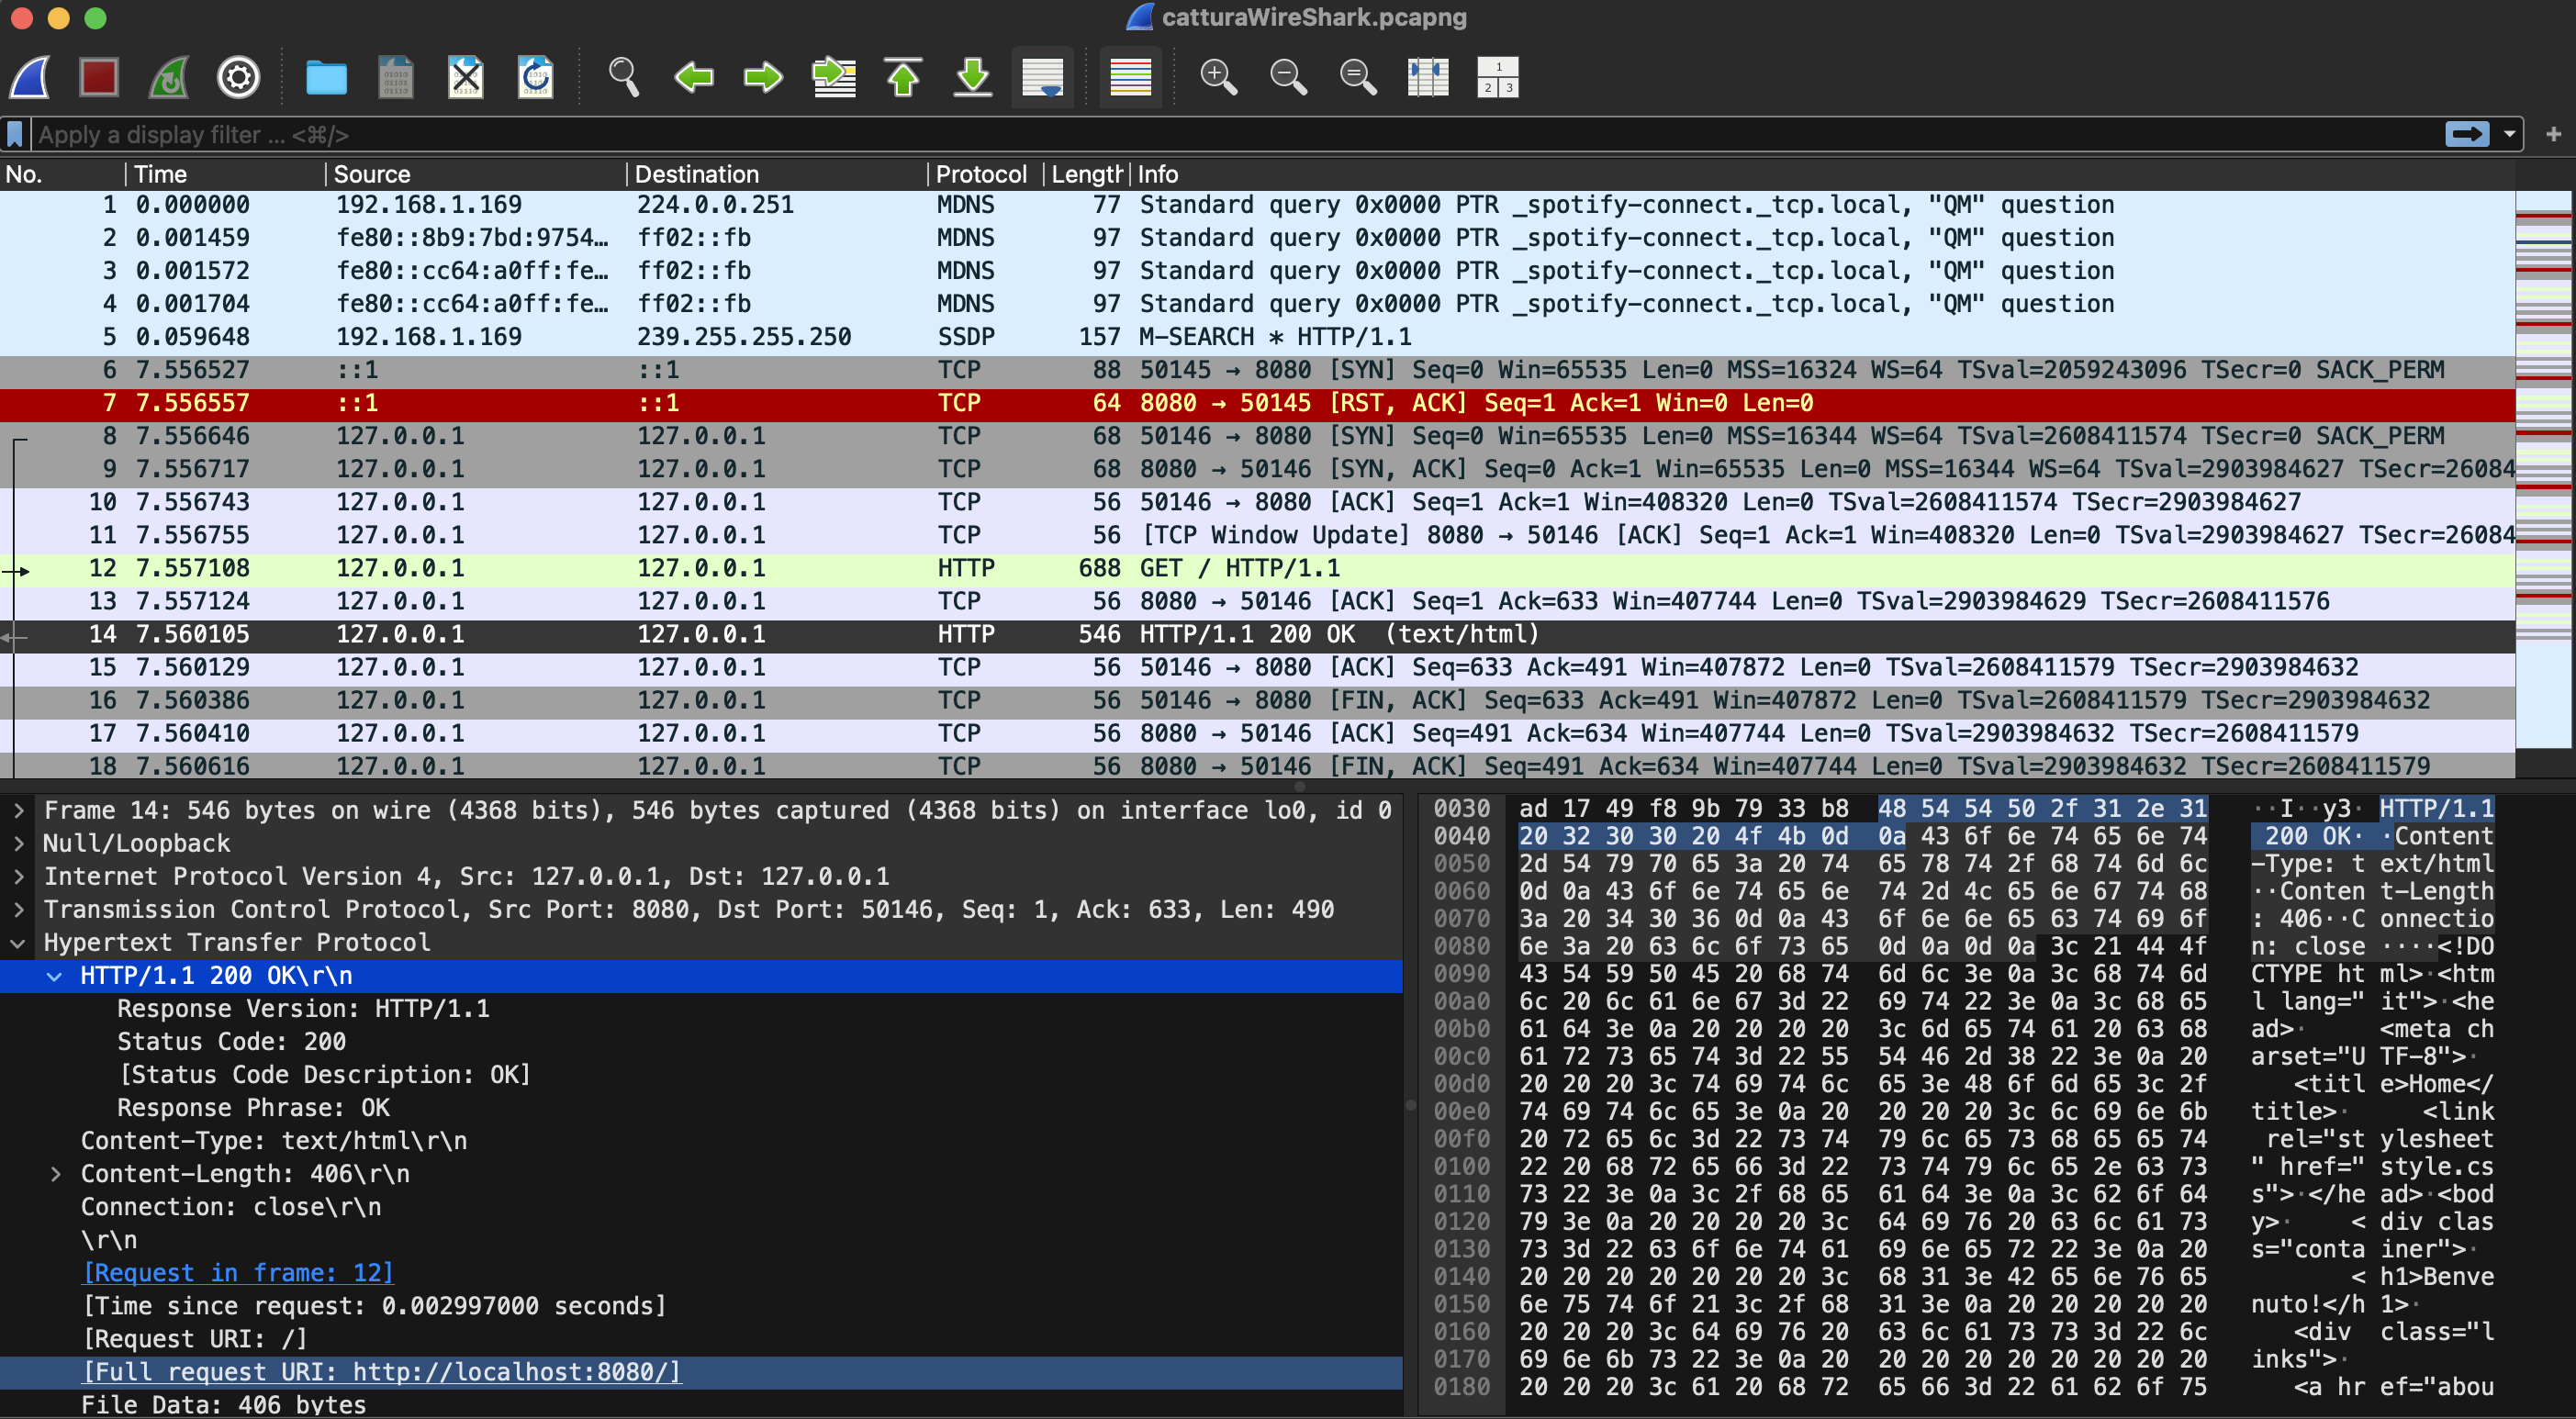 catturaWireShark.pcapng
Apply a display filter ... <⌘/>
No. Time Source Destination Protocol Length Info
1 0.000000 192.168.1.169 224.0.0.251 MDNS 77 Standard query 0x0000 PTR _spotify-connect._tcp.local, "QM" question
2 0.001459 fe80::8b9:7bd:9754… ff02::fb MDNS 97 Standard query 0x0000 PTR _spotify-connect._tcp.local, "QM" question
3 0.001572 fe80::cc64:a0ff:fe… ff02::fb MDNS 97 Standard query 0x0000 PTR _spotify-connect._tcp.local, "QM" question
4 0.001704 fe80::cc64:a0ff:fe… ff02::fb MDNS 97 Standard query 0x0000 PTR _spotify-connect._tcp.local, "QM" question
5 0.059648 192.168.1.169 239.255.255.250 SSDP 157 M-SEARCH * HTTP/1.1
6 7.556527 ::1 ::1 TCP 88 50145 → 8080 [SYN] Seq=0 Win=65535 Len=0 MSS=16324 WS=64 TSval=2059243096 TSecr=0 SACK_PERM
7 7.556557 ::1 ::1 TCP 64 8080 → 50145 [RST, ACK] Seq=1 Ack=1 Win=0 Len=0
8 7.556646 127.0.0.1 127.0.0.1 TCP 68 50146 → 8080 [SYN] Seq=0 Win=65535 Len=0 MSS=16344 WS=64 TSval=2608411574 TSecr=0 SACK_PERM
9 7.556717 127.0.0.1 127.0.0.1 TCP 68 8080 → 50146 [SYN, ACK] Seq=0 Ack=1 Win=65535 Len=0 MSS=16344 WS=64 TSval=2903984627 TSecr=26084
10 7.556743 127.0.0.1 127.0.0.1 TCP 56 50146 → 8080 [ACK] Seq=1 Ack=1 Win=408320 Len=0 TSval=2608411574 TSecr=2903984627
11 7.556755 127.0.0.1 127.0.0.1 TCP 56 [TCP Window Update] 8080 → 50146 [ACK] Seq=1 Ack=1 Win=408320 Len=0 TSval=2903984627 TSecr=26084
12 7.557108 127.0.0.1 127.0.0.1 HTTP 688 GET / HTTP/1.1
13 7.557124 127.0.0.1 127.0.0.1 TCP 56 8080 → 50146 [ACK] Seq=1 Ack=633 Win=407744 Len=0 TSval=2903984629 TSecr=2608411576
14 7.560105 127.0.0.1 127.0.0.1 HTTP 546 HTTP/1.1 200 OK  (text/html)
15 7.560129 127.0.0.1 127.0.0.1 TCP 56 50146 → 8080 [ACK] Seq=633 Ack=491 Win=407872 Len=0 TSval=2608411579 TSecr=2903984632
16 7.560386 127.0.0.1 127.0.0.1 TCP 56 50146 → 8080 [FIN, ACK] Seq=633 Ack=491 Win=407872 Len=0 TSval=2608411579 TSecr=2903984632
17 7.560410 127.0.0.1 127.0.0.1 TCP 56 8080 → 50146 [ACK] Seq=491 Ack=634 Win=407744 Len=0 TSval=2903984632 TSecr=2608411579
18 7.560616 127.0.0.1 127.0.0.1 TCP 56 8080 → 50146 [FIN, ACK] Seq=491 Ack=634 Win=407744 Len=0 TSval=2903984632 TSecr=2608411579
Frame 14: 546 bytes on wire (4368 bits), 546 bytes captured (4368 bits) on interface lo0, id 0
Null/Loopback
Internet Protocol Version 4, Src: 127.0.0.1, Dst: 127.0.0.1
Transmission Control Protocol, Src Port: 8080, Dst Port: 50146, Seq: 1, Ack: 633, Len: 490
Hypertext Transfer Protocol
HTTP/1.1 200 OK\r\n
Response Version: HTTP/1.1
Status Code: 200
[Status Code Description: OK]
Response Phrase: OK
Content-Type: text/html\r\n
Content-Length: 406\r\n
Connection: close\r\n
\r\n
[Request in frame: 12]
[Time since request: 0.002997000 seconds]
[Request URI: /]
[Full request URI: http://localhost:8080/]
File Data: 406 bytes
0030 ad 17 49 f8 9b 79 33 b8 48 54 54 50 2f 31 2e 31 ··I··y3· HTTP/1.1
0040 20 32 30 30 20 4f 4b 0d 0a 43 6f 6e 74 65 6e 74 200 OK· ·Content
0050 2d 54 79 70 65 3a 20 74 65 78 74 2f 68 74 6d 6c -Type: t ext/html
0060 0d 0a 43 6f 6e 74 65 6e 74 2d 4c 65 6e 67 74 68 ··Conten t-Length
0070 3a 20 34 30 36 0d 0a 43 6f 6e 6e 65 63 74 69 6f : 406··C onnectio
0080 6e 3a 20 63 6c 6f 73 65 0d 0a 0d 0a 3c 21 44 4f n: close ····<!DO
0090 43 54 59 50 45 20 68 74 6d 6c 3e 0a 3c 68 74 6d CTYPE ht ml>·<htm
00a0 6c 20 6c 61 6e 67 3d 22 69 74 22 3e 0a 3c 68 65 l lang=" it">·<he
00b0 61 64 3e 0a 20 20 20 20 3c 6d 65 74 61 20 63 68 ad>· <meta ch
00c0 61 72 73 65 74 3d 22 55 54 46 2d 38 22 3e 0a 20 arset="U TF-8">·
00d0 20 20 20 3c 74 69 74 6c 65 3e 48 6f 6d 65 3c 2f <titl e>Home</
00e0 74 69 74 6c 65 3e 0a 20 20 20 20 3c 6c 69 6e 6b title>· <link
00f0 20 72 65 6c 3d 22 73 74 79 6c 65 73 68 65 65 74 rel="st ylesheet
0100 22 20 68 72 65 66 3d 22 73 74 79 6c 65 2e 63 73 " href=" style.cs
0110 73 22 3e 0a 3c 2f 68 65 61 64 3e 0a 3c 62 6f 64 s">·</he ad>·<bod
0120 79 3e 0a 20 20 20 20 3c 64 69 76 20 63 6c 61 73 y>· < div clas
0130 73 3d 22 63 6f 6e 74 61 69 6e 65 72 22 3e 0a 20 s="conta iner">·
0140 20 20 20 20 20 20 20 3c 68 31 3e 42 65 6e 76 65 < h1>Benve
0150 6e 75 74 6f 21 3c 2f 68 31 3e 0a 20 20 20 20 20 nuto!</h 1>·
0160 20 20 20 3c 64 69 76 20 63 6c 61 73 73 3d 22 6c <div class="l
0170 69 6e 6b 73 22 3e 0a 20 20 20 20 20 20 20 20 20 inks">·
0180 20 20 20 3c 61 20 68 72 65 66 3d 22 61 62 6f 75 <a hr ef="abou